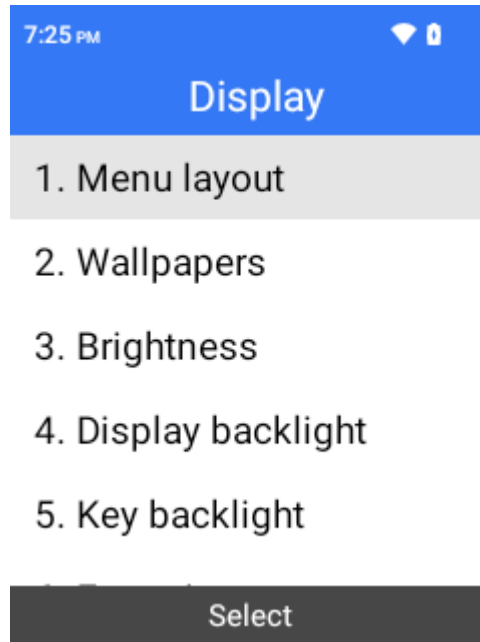 7:25 PM
Display
1. Menu layout
2. Wallpapers
3. Brightness
4. Display backlight
5. Key backlight
Select